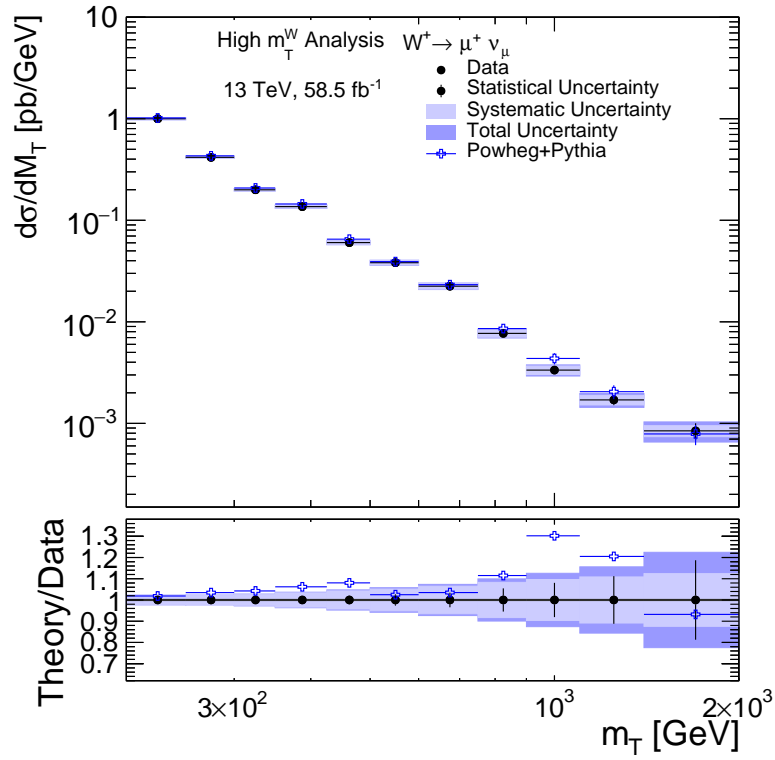 High m_T^W Analysis W⁺→ μ⁺ ν_μ
Data
13 TeV, 58.5 fb⁻¹
Statistical Uncertainty
Systematic Uncertainty
Total Uncertainty
Powheg+Pythia
dσ/dM_T [pb/GeV]
10
1
10⁻¹
10⁻²
10⁻³
Theory/Data
1.3
1.2
1.1
1
0.9
0.8
0.7
3×10²
10³
2×10³
m_T [GeV]